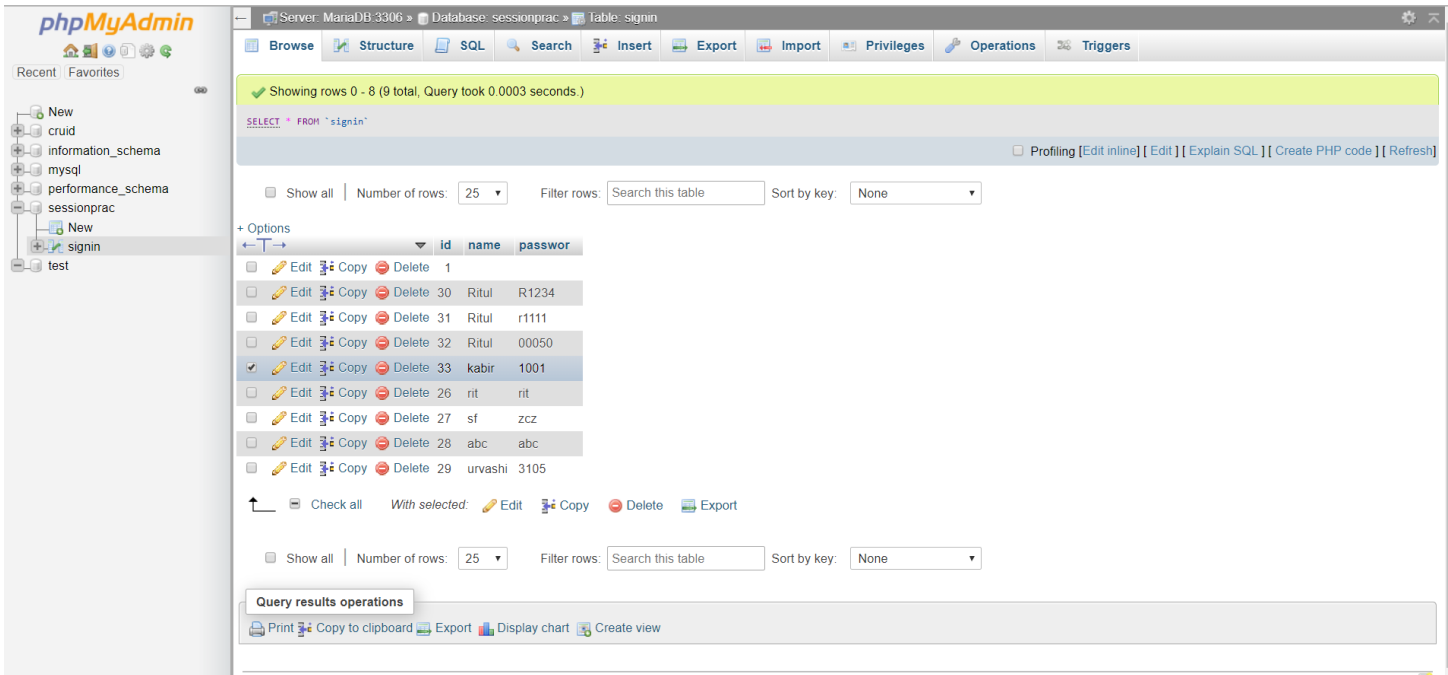 phpMyAdmin
Recent Favorites
New
cruid
information_schema
mysql
performance_schema
sessionprac
New
signin
test
Server: MariaDB:3306 » Database: sessionprac » Table: signin
Browse Structure SQL Search Insert Export Import Privileges Operations Triggers
Showing rows 0 - 8 (9 total, Query took 0.0003 seconds.)
SELECT * FROM `signin`
Profiling [Edit inline] [ Edit ] [ Explain SQL ] [ Create PHP code ] [ Refresh]
Show all | Number of rows: 25 Filter rows: Search this table Sort by key: None
+ Options
←T→ id name passwor
Edit Copy Delete 1
Edit Copy Delete 30 Ritul R1234
Edit Copy Delete 31 Ritul r1111
Edit Copy Delete 32 Ritul 00050
Edit Copy Delete 33 kabir 1001
Edit Copy Delete 26 rit rit
Edit Copy Delete 27 sf zcz
Edit Copy Delete 28 abc abc
Edit Copy Delete 29 urvashi 3105
Check all With selected: Edit Copy Delete Export
Show all | Number of rows: 25 Filter rows: Search this table Sort by key: None
Query results operations
Print Copy to clipboard Export Display chart Create view